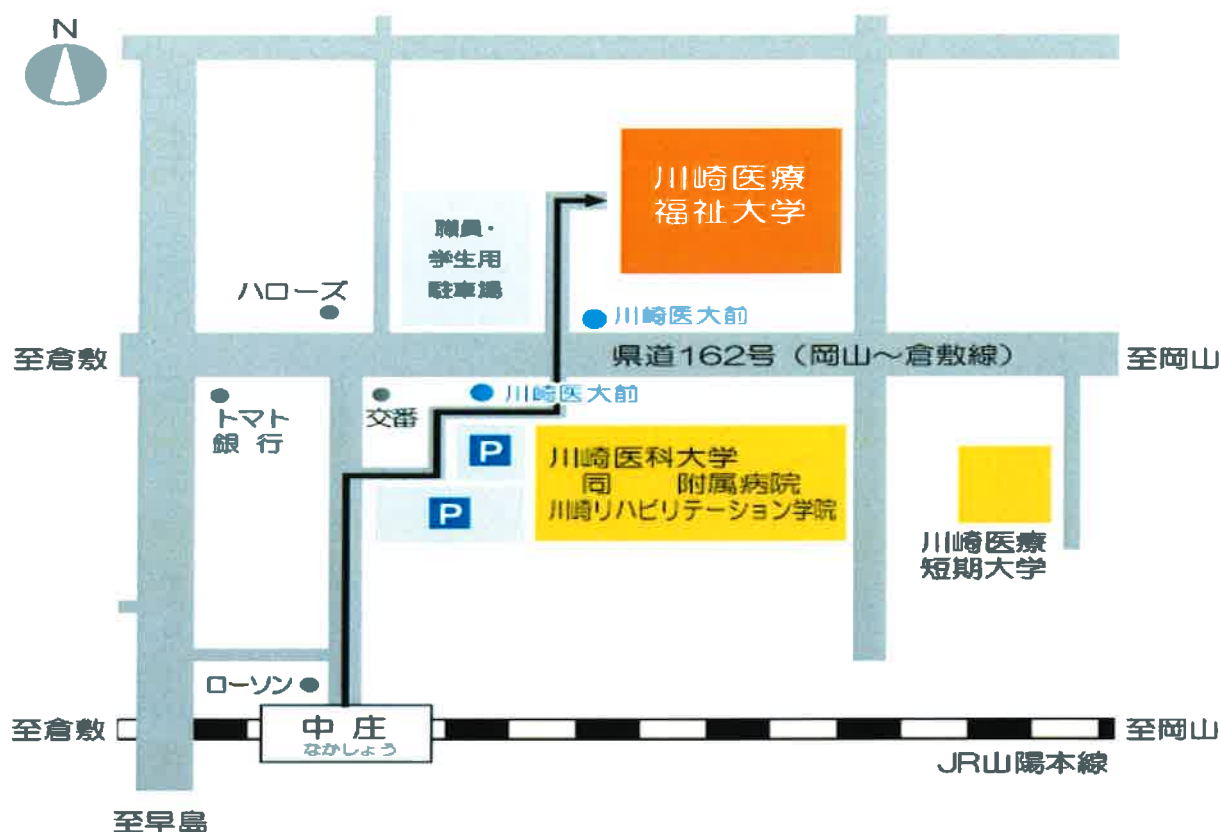 N
川崎医療
福祉大学
職員・
学生用
駐車場
ハローズ
川崎医大前
至倉敷
県道162号（岡山～倉敷線）
至岡山
トマト
銀行
交番
川崎医大前
P
P
川崎医科大学
同　　附属病院
川崎リハビリテーション学院
川崎医療
短期大学
ローソン
至倉敷
中庄
なかしょう
至岡山
JR山陽本線
至早島